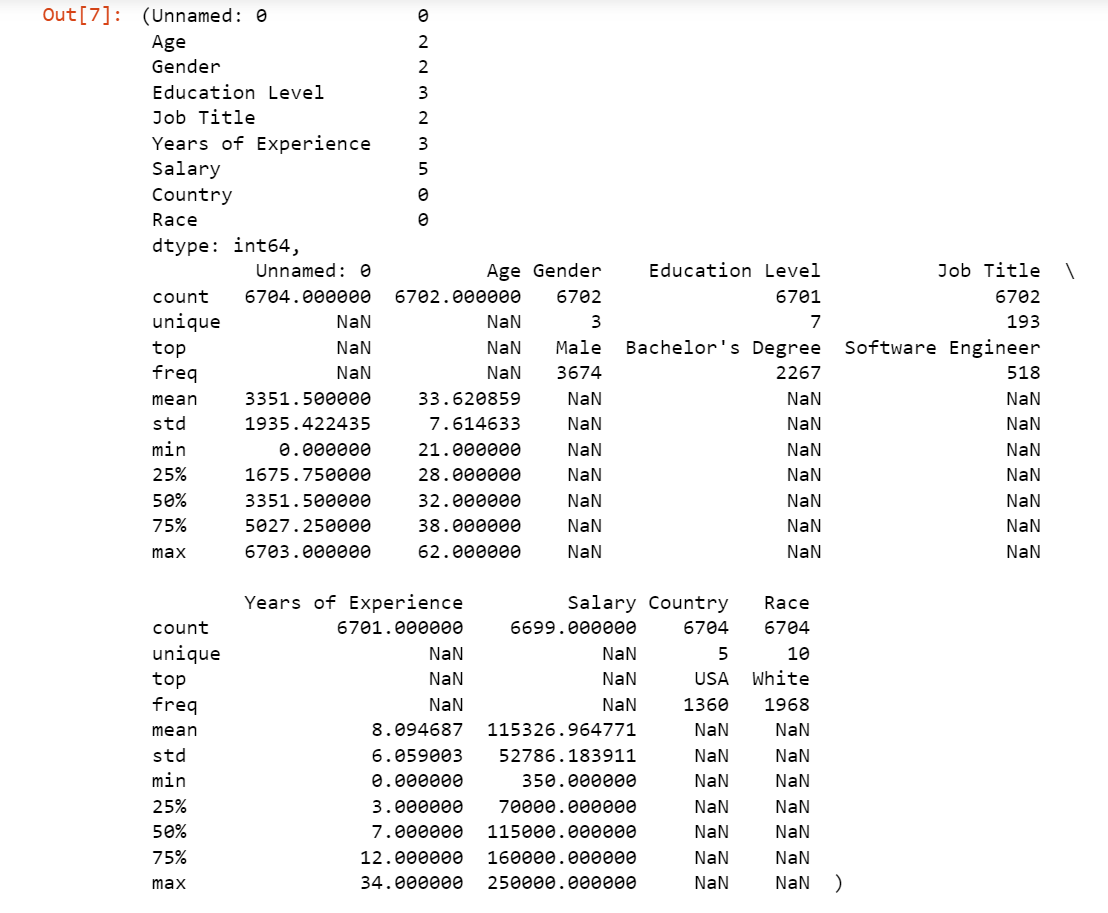 Out[7]: (Unnamed: 0 0
Age 2
Gender 2
Education Level 3
Job Title 2
Years of Experience 3
Salary 5
Country 0
Race 0
dtype: int64,
Unnamed: 0 Age Gender Education Level Job Title \
count 6704.000000 6702.000000 6702 6701 6702
unique NaN NaN 3 7 193
top NaN NaN Male Bachelor's Degree Software Engineer
freq NaN NaN 3674 2267 518
mean 3351.500000 33.620859 NaN NaN NaN
std 1935.422435 7.614633 NaN NaN NaN
min 0.000000 21.000000 NaN NaN NaN
25% 1675.750000 28.000000 NaN NaN NaN
50% 3351.500000 32.000000 NaN NaN NaN
75% 5027.250000 38.000000 NaN NaN NaN
max 6703.000000 62.000000 NaN NaN NaN
Years of Experience Salary Country Race
count 6701.000000 6699.000000 6704 6704
unique NaN NaN 5 10
top NaN NaN USA White
freq NaN NaN 1360 1968
mean 8.094687 115326.964771 NaN NaN
std 6.059003 52786.183911 NaN NaN
min 0.000000 350.000000 NaN NaN
25% 3.000000 70000.000000 NaN NaN
50% 7.000000 115000.000000 NaN NaN
75% 12.000000 160000.000000 NaN NaN
max 34.000000 250000.000000 NaN NaN )